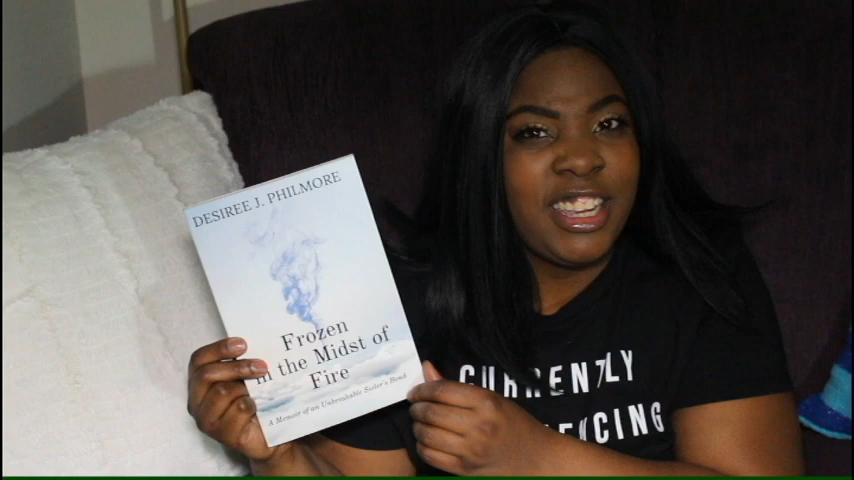 DESIREE J. PHILMORE
Frozen
in the Midst of
Fire
A Memoir of an Unbreakable Sister's Bond
CURRENTLY